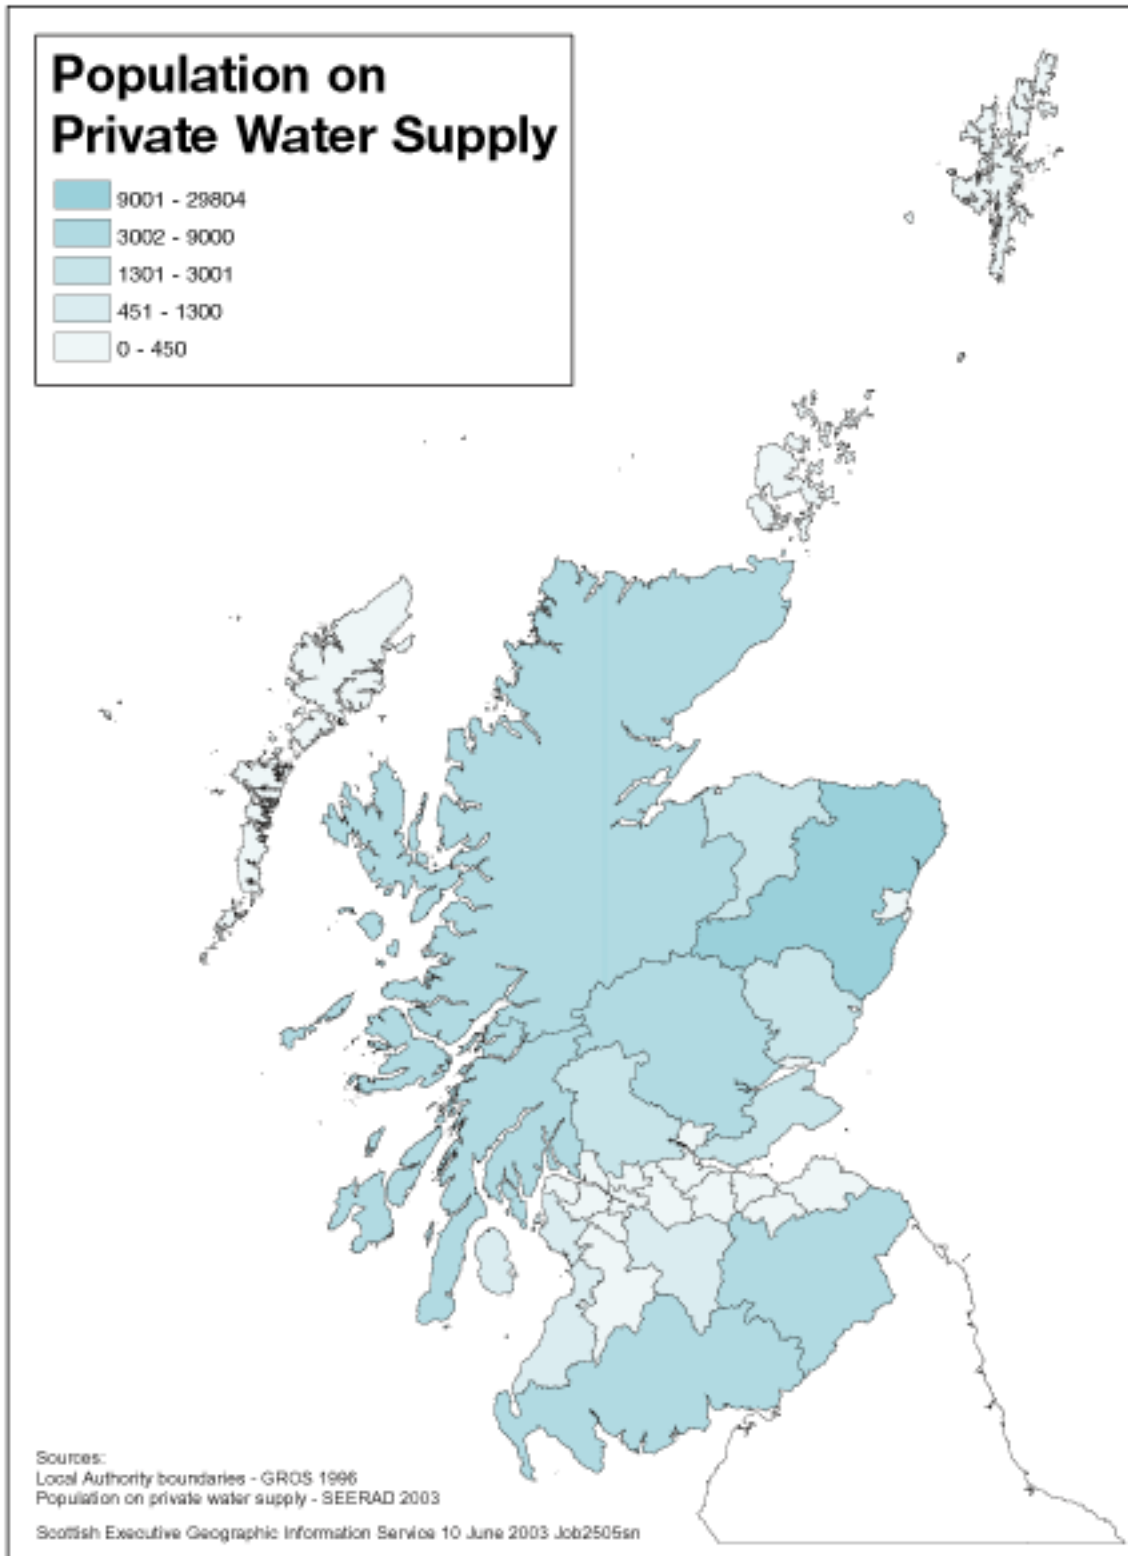 Population on
Private Water Supply
9001 - 29804
3002 - 9000
1301 - 3001
451 - 1300
0 - 450
Sources:
Local Authority boundaries - GROS 1996
Population on private water supply - SEERAD 2003
Scottish Executive Geographic Information Service 10 June 2003 Job2505sn